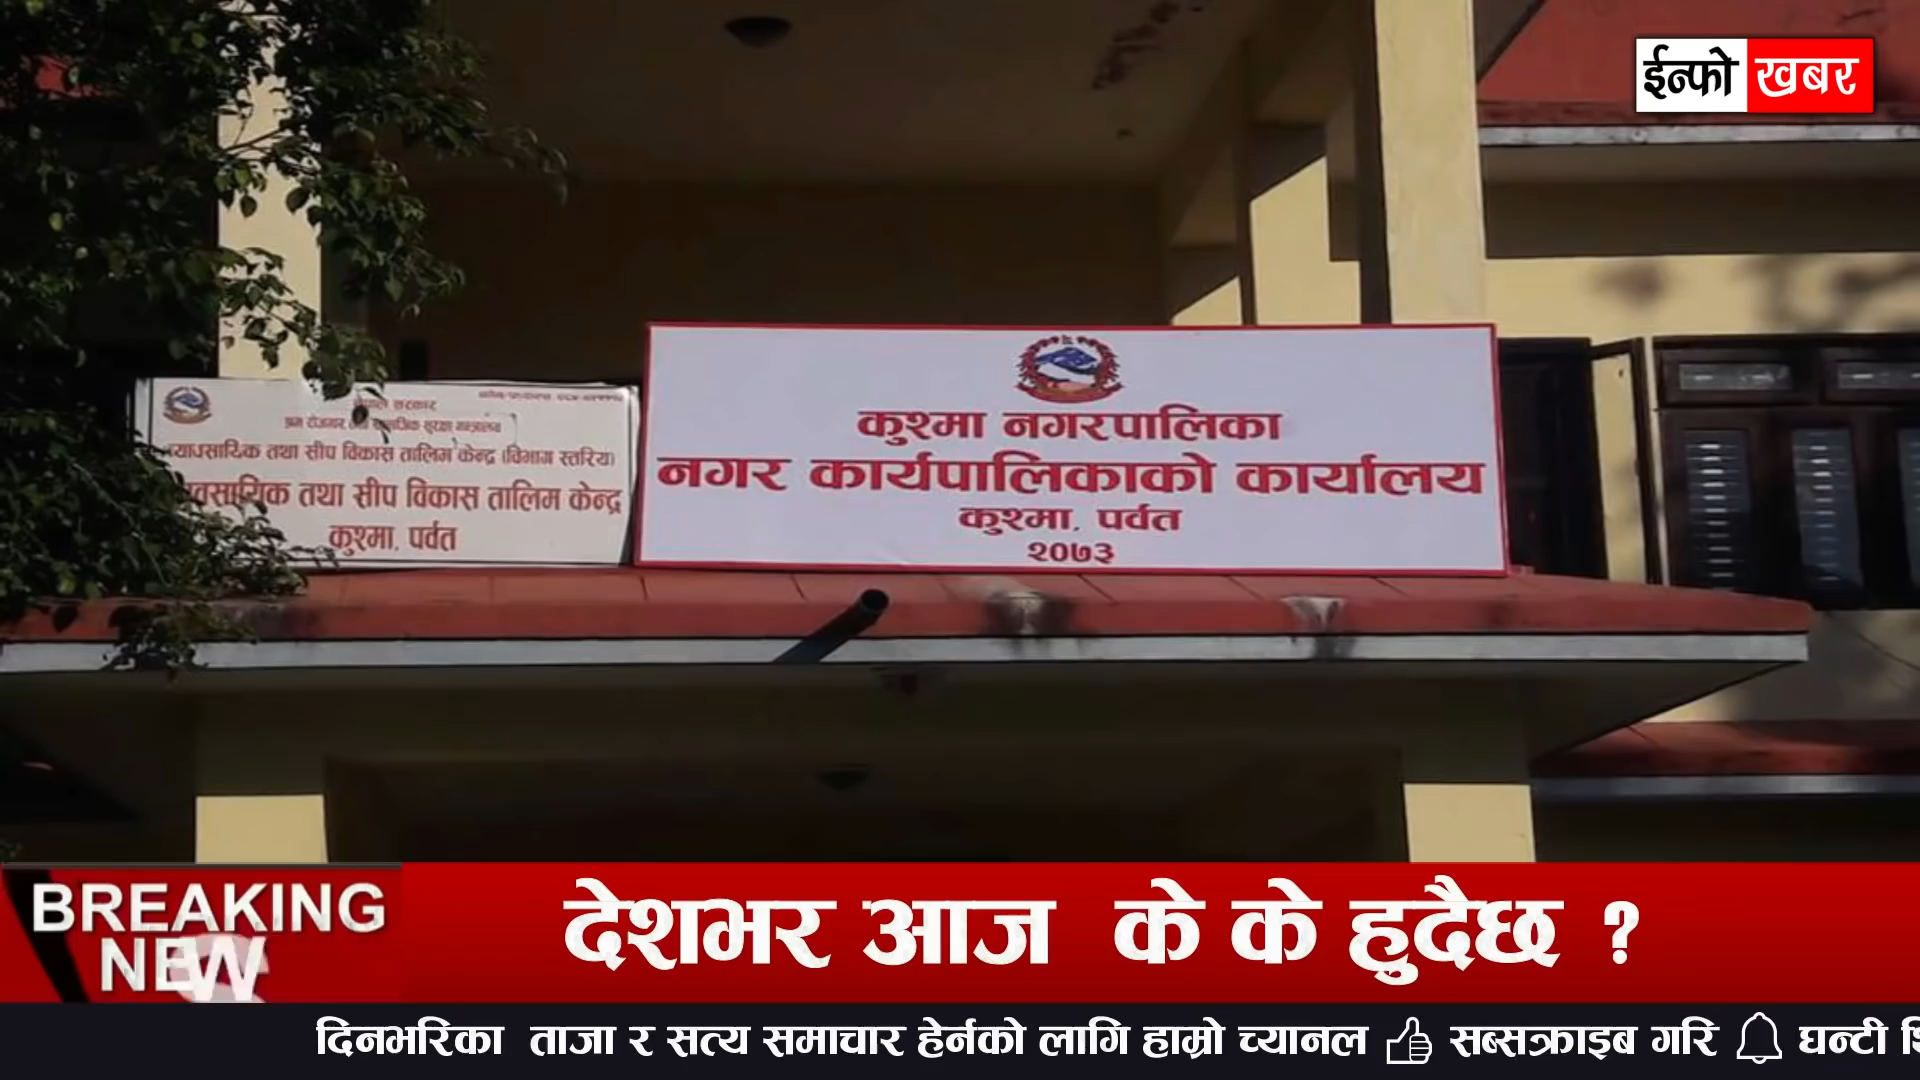 ईन्फो खबर
नेपाल सरकार
व्यावसायिक तथा सीप विकास तालिम केन्द्र (विभाग स्तरिय)
तथा सीप विकास तालिम केन्द्र
कुश्मा, पर्वत
कुश्मा नगरपालिका
नगर कार्यपालिकाको कार्यालय
कुश्मा, पर्वत
२०७३
BREAKING
NEW
देशभर आज के के हुदैछ ?
दिनभरिका ताजा र सत्य समाचार हेर्नको लागि हाम्रो च्यानल सब्सक्राइब गरि घन्टी